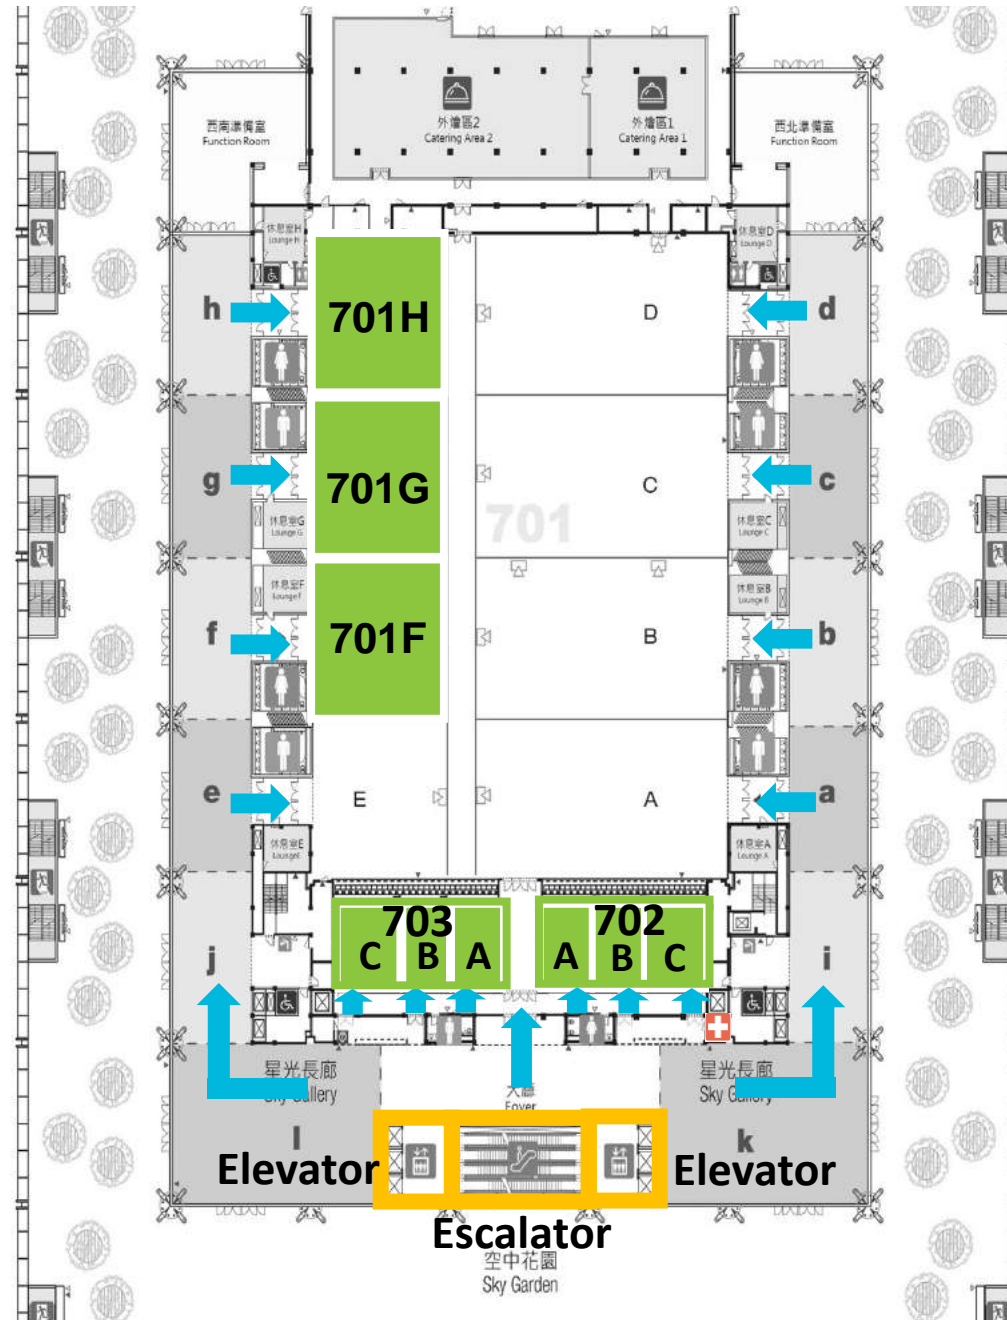 外燴區2
Catering Area 2
外燴區1
Catering Area 1
西南準備室
Function Room
西北準備室
Function Room
休息室H
Lounge H
休息室D
Lounge D
h
701H
D
d
g
701G
C
c
701
休息室G
Lounge G
休息室C
Lounge C
休息室F
Lounge F
休息室B
Lounge B
f
701F
B
b
e
E
A
a
休息室E
Lounge E
休息室A
Lounge A
703
702
C B A
A B C
j
i
星光長廊
Sky Gallery
大廳
Foyer
星光長廊
Sky Gallery
l
k
Elevator
Elevator
Escalator
空中花園
Sky Garden